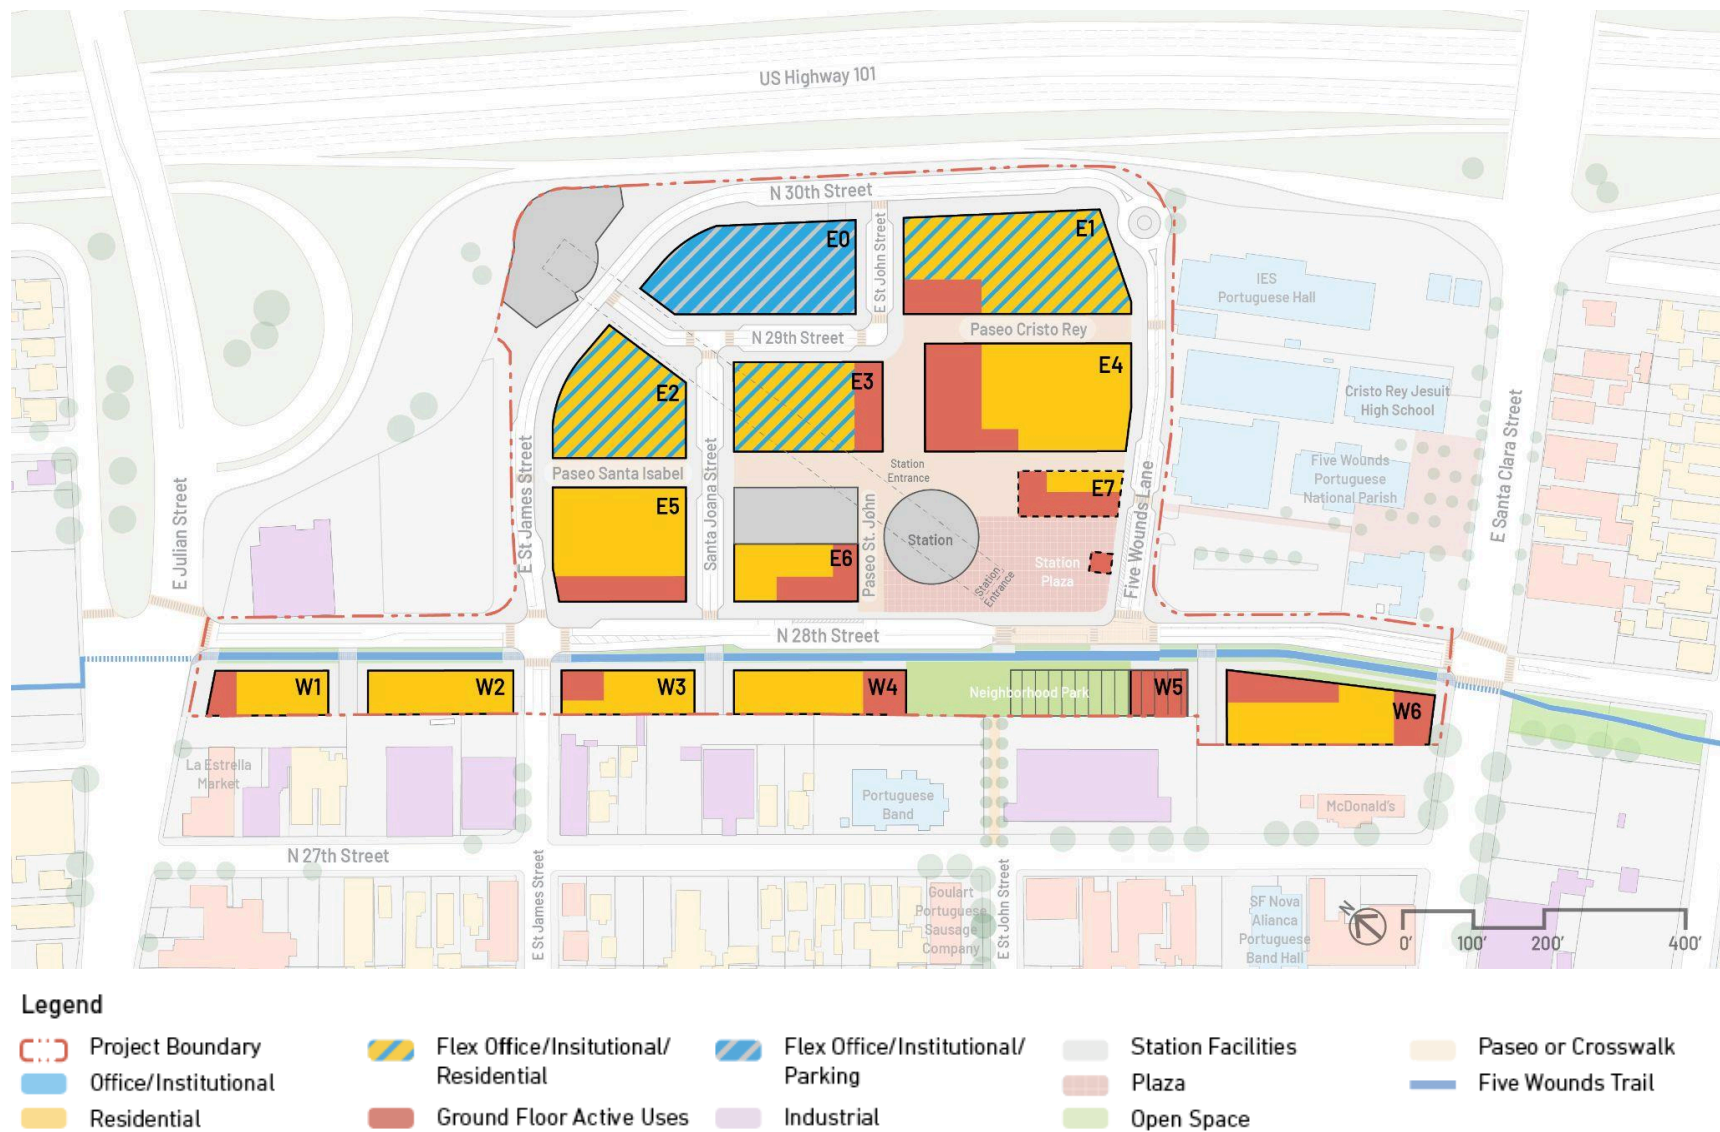 US Highway 101
N 30th Street
E0
E St John Street
E1
IES
Portuguese Hall
N 29th Street
Paseo Cristo Rey
E2
E3
E4
Cristo Rey Jesuit
High School
E Santa Clara Street
E Julian Street
E St James Street
Paseo Santa Isabel
Santa Joana Street
Station
Entrance
Five Wounds
Portuguese
National Parish
E5
E6
Paseo St. John
Station
E7
Five Wounds Lane
Station
Plaza
Station
Entrance
N 28th Street
W1
W2
W3
W4
Neighborhood Park
W5
W6
La Estrella
Market
Portuguese
Band
McDonald's
N 27th Street
E St James Street
Goulart
Portuguese
Sausage
Company
E St John Street
SF Nova
Alianca
Portuguese
Band Hall
N
0'
100'
200'
400'
Legend
Project Boundary
Office/Institutional
Residential
Flex Office/Insitutional/
Residential
Ground Floor Active Uses
Flex Office/Institutional/
Parking
Industrial
Station Facilities
Plaza
Open Space
Paseo or Crosswalk
Five Wounds Trail